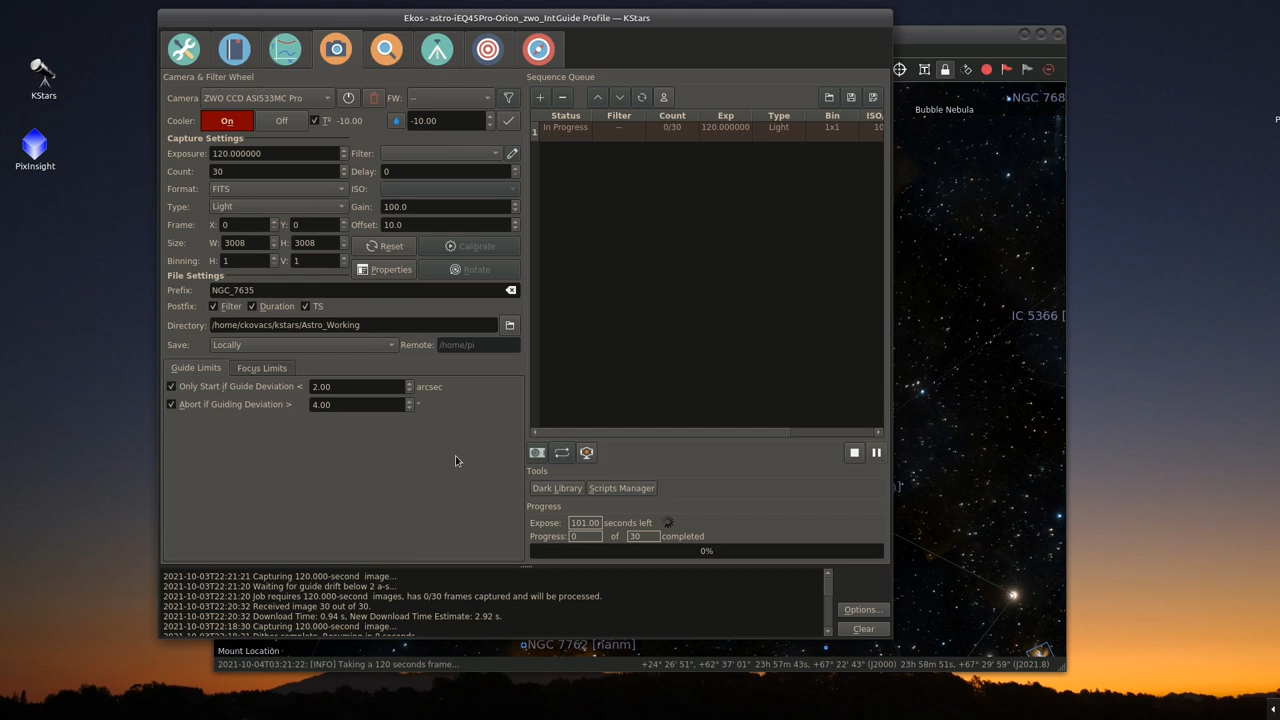 Ekos - astro-iEQ45Pro-Orion_zwo_IntGuide Profile — KStars
KStars
PixInsight
Camera & Filter Wheel
Camera ZWO CCD ASI533MC Pro FW: --
Cooler: On Off Tº -10.00 -10.00
Capture Settings
Exposure: 120.000000 Filter:
Count: 30 Delay: 0
Format: FITS ISO:
Type: Light Gain: 100.0
Frame: X: 0 Y: 0 Offset: 10.0
Size: W: 3008 H: 3008 Reset Calibrate
Binning: H: 1 V: 1 Properties Rotate
File Settings
Prefix: NGC_7635
Postfix: Filter Duration TS
Directory: /home/ckovacs/kstars/Astro_Working
Save: Locally Remote: /home/pi
Guide Limits Focus Limits
Only Start if Guide Deviation < 2.00 arcsec
Abort if Guiding Deviation > 4.00 "
Sequence Queue
Status Filter Count Exp Type Bin ISO/
1 In Progress -- 0/30 120.000000 Light 1x1 10
Tools
Dark Library Scripts Manager
Progress
Expose: 101.00 seconds left
Progress: 0 of 30 completed
0%
2021-10-03T22:21:21 Capturing 120.000-second image...
2021-10-03T22:21:20 Waiting for guide drift below 2 a-s...
2021-10-03T22:21:20 Job requires 120.000-second images, has 0/30 frames captured and will be processed.
2021-10-03T22:20:32 Received image 30 out of 30.
2021-10-03T22:20:32 Download Time: 0.94 s, New Download Time Estimate: 2.92 s.
2021-10-03T22:18:30 Capturing 120.000-second image...
Options...
Clear
Bubble Nebula
NGC 768
IC 5366 [
NGC 7762 [
Mount Location
2021-10-04T03:21:22: [INFO] Taking a 120 seconds frame...
+24° 26' 51", +62° 37' 01" 23h 57m 43s, +67° 22' 43" (J2000) 23h 58m 51s, +67° 29' 59" (J2021.8)